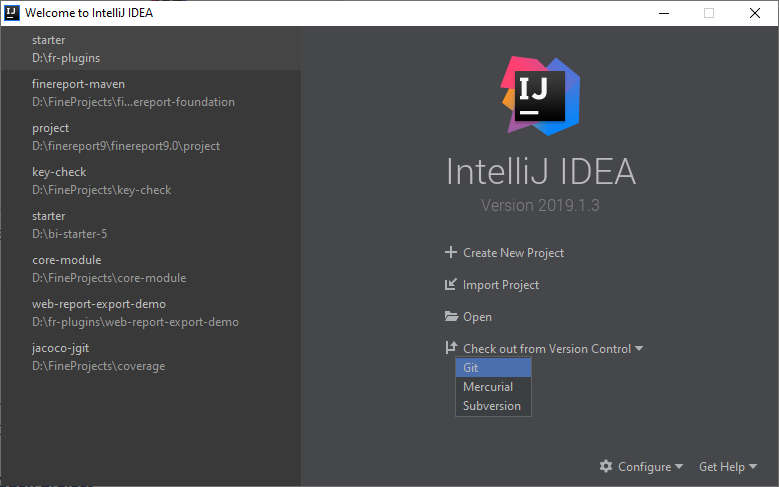 Welcome to IntelliJ IDEA
starter
D:\fr-plugins
finereport-maven
D:\FineProjects\fi...ereport-foundation
project
D:\finereport9\finereport9.0\project
key-check
D:\FineProjects\key-check
starter
D:\bi-starter-5
core-module
D:\FineProjects\core-module
web-report-export-demo
D:\fr-plugins\web-report-export-demo
jacoco-jgit
D:\FineProjects\coverage
IJ
IntelliJ IDEA
Version 2019.1.3
Create New Project
Import Project
Open
Check out from Version Control
Git
Mercurial
Subversion
Configure
Get Help